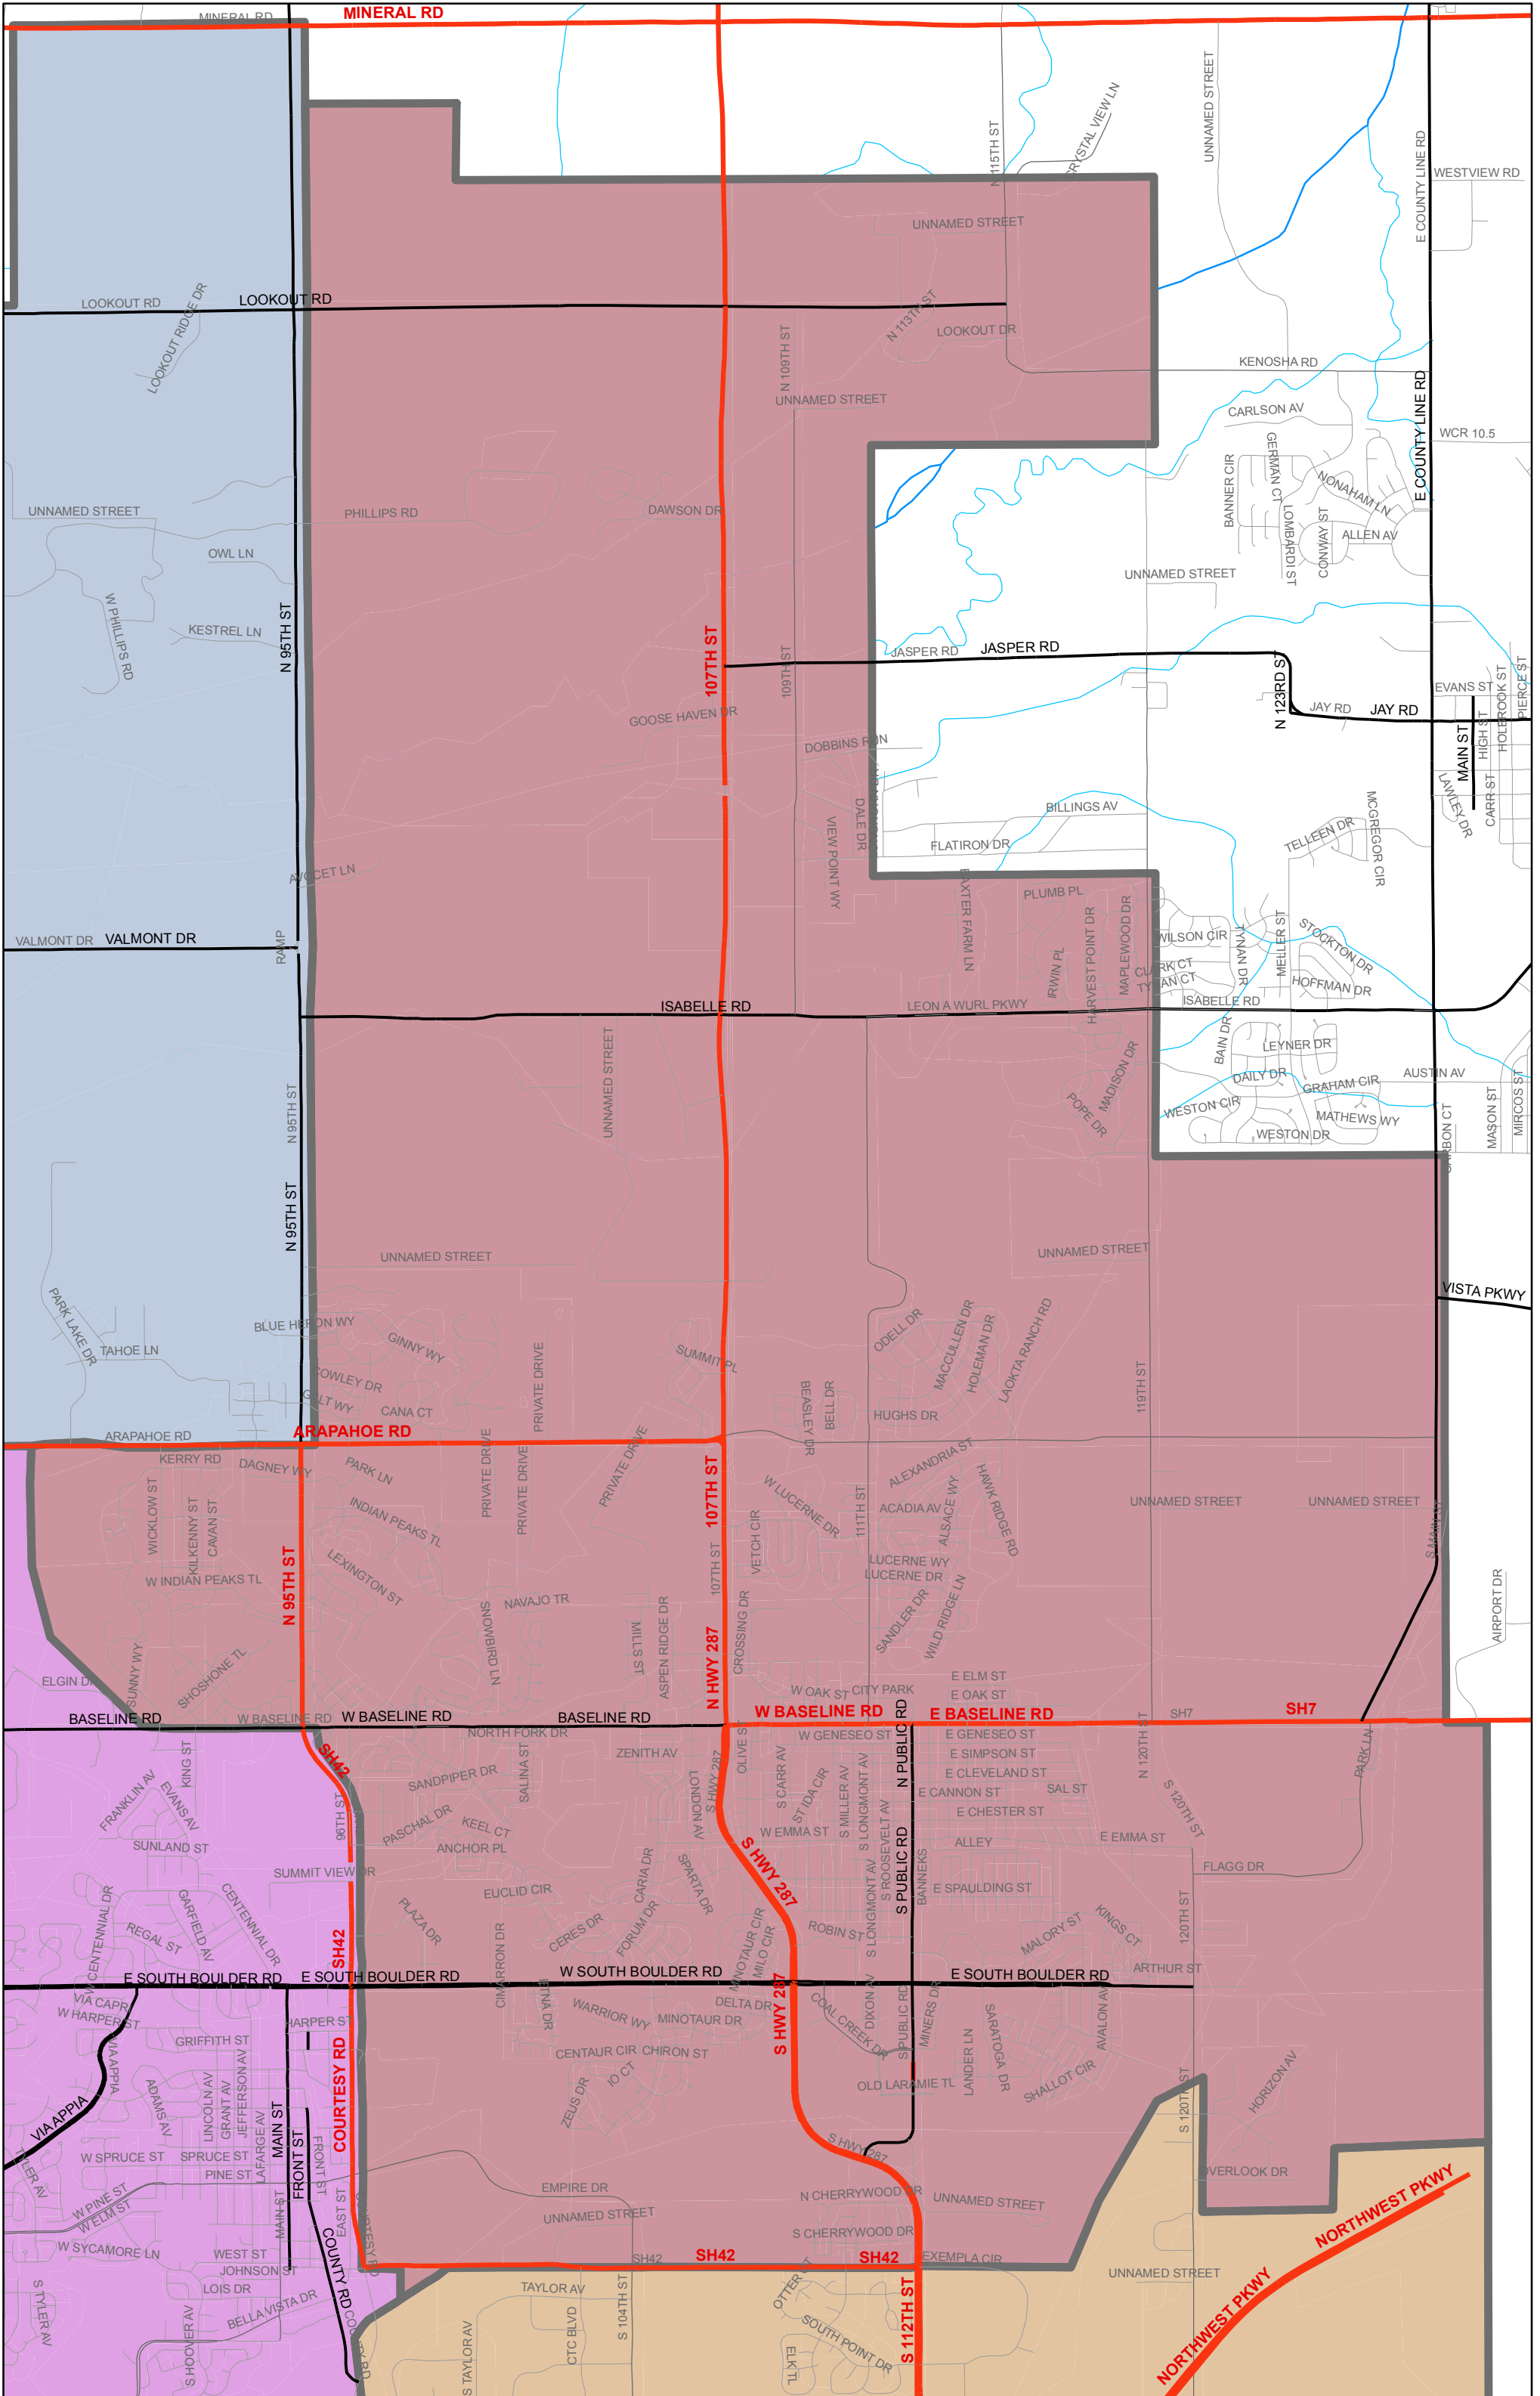 MINERAL RD
MINERAL RD
UNNAMED STREET
N 115TH ST
CRYSTAL VIEW LN
E COUNTY LINE RD
WESTVIEW RD
UNNAMED STREET
LOOKOUT RD
LOOKOUT RIDGE DR
LOOKOUT RD
N 113TH ST
LOOKOUT DR
N 109TH ST
KENOSHA RD
UNNAMED STREET
CARLSON AV
E COUNTY LINE RD
WCR 10.5
BANNER CIR
GERMAN CT
NONAHAM LN
LOMBARDI ST
CONWAY ST
ALLEN AV
UNNAMED STREET
PHILLIPS RD
DAWSON DR
OWL LN
UNNAMED STREET
W PHILLIPS RD
KESTREL LN
N 95TH ST
107TH ST
109TH ST
JASPER RD
JASPER RD
N 123RD ST
JAY RD
JAY RD
EVANS ST
MAIN ST
HIGH ST
HOLBROOK ST
PIERCE ST
GOOSE HAVEN DR
DOBBINS RUN
LAWLEY DR
CARR ST
BILLINGS AV
VIEW POINT WY
DALE DR
FLATIRON DR
TELLEEN DR
MCGREGOR CIR
AVOCET LN
BAXTER FARM LN
PLUMB PL
IRWIN PL
HARVEST POINT DR
MAPLEWOOD DR
WILSON CIR
TYNAN DR
MELLER ST
STOCKTON DR
VALMONT DR
VALMONT DR
RAMP
CLARK CT
TYNAN CT
HOFFMAN DR
ISABELLE RD
LEON A WURL PKWY
ISABELLE RD
UNNAMED STREET
N 95TH ST
BAIN DR
LEYNER DR
DAILY DR
GRAHAM CIR
AUSTIN AV
MADISON DR
POPE DR
WESTON CIR
MATHEWS WY
WESTON DR
CARBON CT
MASON ST
MIRCOS ST
N 95TH ST
UNNAMED STREET
UNNAMED STREET
VISTA PKWY
PARK LAKE DR
TAHOE LN
BLUE HERON WY
GINNY WY
COWLEY DR
GALT WY
CANA CT
PRIVATE DRIVE
SUMMIT PL
BEASLEY DR
BELL DR
ODELL DR
MACCULLEN DR
HOLEMAN DR
LAOKTA RANCH RD
HUGHS DR
119TH ST
ARAPAHOE RD
ARAPAHOE RD
KERRY RD
DAGNEY WY
PARK LN
PRIVATE DRIVE
PRIVATE DRIVE
PRIVATE DRIVE
107TH ST
W LUCERNE DR
111TH ST
ALEXANDRIA ST
ACADIA AV
ALSACE WY
HAWK RIDGE RD
UNNAMED STREET
UNNAMED STREET
WICKLOW ST
KILKENNY ST
CAVAN ST
INDIAN PEAKS TL
W INDIAN PEAKS TL
N 95TH ST
LEXINGTON ST
NAVAJO TR
SNOWBIRD LN
MILLS ST
ASPEN RIDGE DR
107TH ST
VETCH CIR
CROSSING DR
N HWY 287
LUCERNE WY
LUCERNE DR
SANDLER DR
WILD RIDGE LN
S MAIN ST
AIRPORT DR
ELGIN DR
SUNNY WY
SHOSHONE TL
W OAK ST
CITY PARK
E ELM ST
E OAK ST
BASELINE RD
W BASELINE RD
W BASELINE RD
BASELINE RD
NORTH FORK DR
W BASELINE RD
E BASELINE RD
SH7
SH7
SH42
KING ST
FRANKLIN AV
EVANS AV
96TH ST
SANDPIPER DR
SALINA ST
ZENITH AV
LONDON AV
S HWY 287
OLIVE ST
W GENESEO ST
N PUBLIC RD
E GENESEO ST
E SIMPSON ST
E CLEVELAND ST
E CANNON ST
SAL ST
E CHESTER ST
N 120TH ST
S 120TH ST
PARK LN
S CARR AV
ST IDA CIR
S MILLER AV
S LONGMONT AV
W EMMA ST
S ROOSEVELT AV
ALLEY
E EMMA ST
SUNLAND ST
PASCHAL DR
KEEL CT
ANCHOR PL
SUMMIT VIEW DR
FLAGG DR
EUCLID CIR
CARIA DR
SPARTA DR
S HWY 287
S PUBLIC RD
BANNEKS
E SPAULDING ST
W CENTENNIAL DR
REGAL ST
GARFIELD AV
CENTENNIAL DR
SH42
PLAZA DR
CIMARRON DR
CERES DR
FORUM DR
MINOTAUR CIR
MILO CIR
ROBIN ST
S LONGMONT AV
MALORY ST
KINGS CT
120TH ST
ARTHUR ST
E SOUTH BOULDER RD
E SOUTH BOULDER RD
W SOUTH BOULDER RD
E SOUTH BOULDER RD
VIA CAPRI
W HARPER ST
VIA APPIA
HARPER ST
GRIFFITH ST
ETNA DR
WARRIOR WY
MINOTAUR DR
DELTA DR
S HWY 287
COAL CREEK DR
DIXON AV
S PUBLIC RD
MINERS DR
LANDER LN
SARATOGA DR
AVALON AV
CENTAUR CIR
CHIRON ST
IO CT
ZEUS DR
OLD LARAMIE TL
SHALLOT CIR
HORIZON AV
S 120TH ST
COURTESY RD
ADAMS AV
LINCOLN AV
GRANT AV
JEFFERSON AV
LAFARGE AV
MAIN ST
FRONT ST
FRONT ST
VIA APPIA
TYLER AV
W SPRUCE ST
SPRUCE ST
PINE ST
W PINE ST
W ELM ST
S HWY 287
OVERLOOK DR
EMPIRE DR
UNNAMED STREET
N CHERRYWOOD DR
UNNAMED STREET
S CHERRYWOOD DR
NORTHWEST PKWY
MAIN ST
EAST ST
COURTESY RD
COUNTY RD
W SYCAMORE LN
WEST ST
JOHNSON ST
LOIS DR
BELLA VISTA DR
S TYLER AV
S HOOVER AV
COUNTY RD
SH42
SH42
SH42
EXEMPLA CIR
UNNAMED STREET
TAYLOR AV
S TAYLOR AV
CTC BLVD
S 104TH ST
OTTER CT
SOUTH POINT DR
ELK TL
S 112TH ST
NORTHWEST PKWY